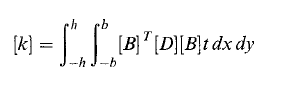 [k] = ∫_{-h}^{h} ∫_{-b}^{b} [B]^T [D][B]t dx dy